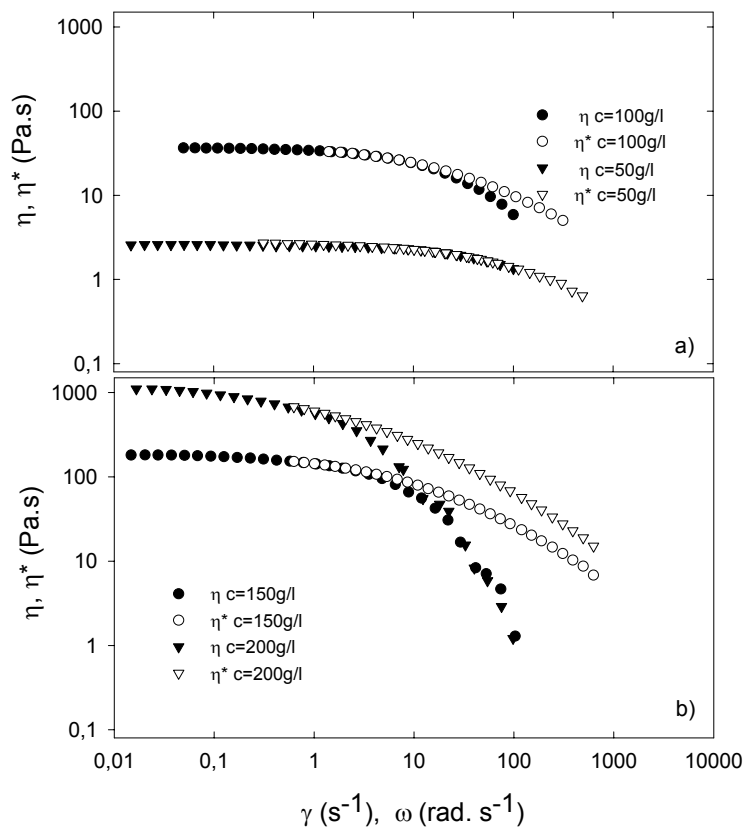 1000
100
10
1
0,1
η, η* (Pa.s)
η c=100g/l
η* c=100g/l
η c=50g/l
η* c=50g/l
a)
1000
100
10
1
0,1
η, η* (Pa.s)
η c=150g/l
η* c=150g/l
η c=200g/l
η* c=200g/l
b)
0,01 0,1 1 10 100 1000 10000
γ (s⁻¹), ω (rad. s⁻¹)